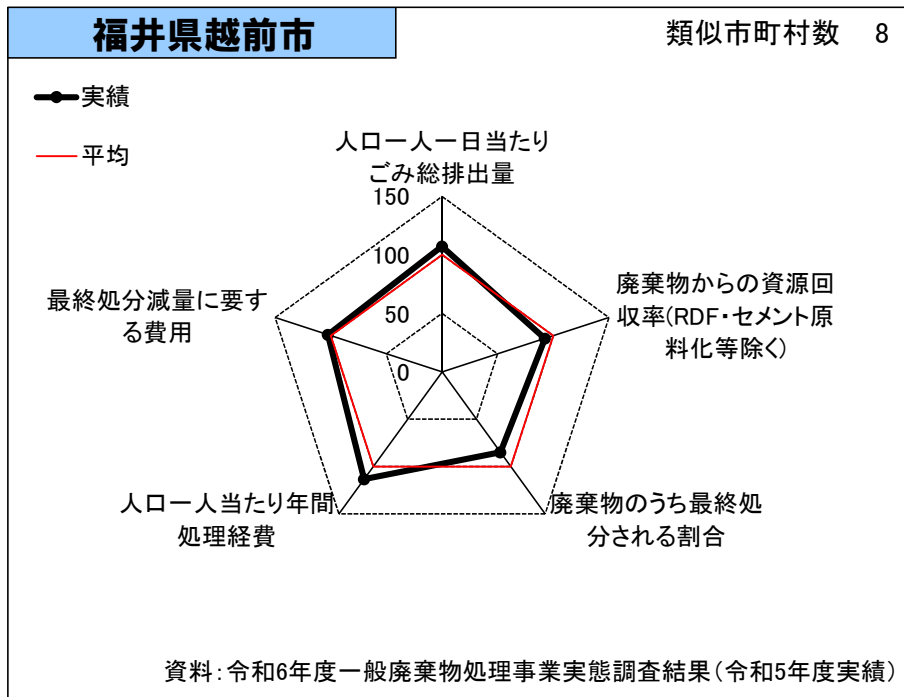 福井県越前市
類似市町村数 8
実績
平均
人口一人一日当たり
ごみ総排出量
150
100
50
0
廃棄物からの資源回
収率(RDF・セメント原
料化等除く)
最終処分減量に要す
る費用
人口一人当たり年間
処理経費
廃棄物のうち最終処
分される割合
資料:令和6年度一般廃棄物処理事業実態調査結果(令和5年度実績)